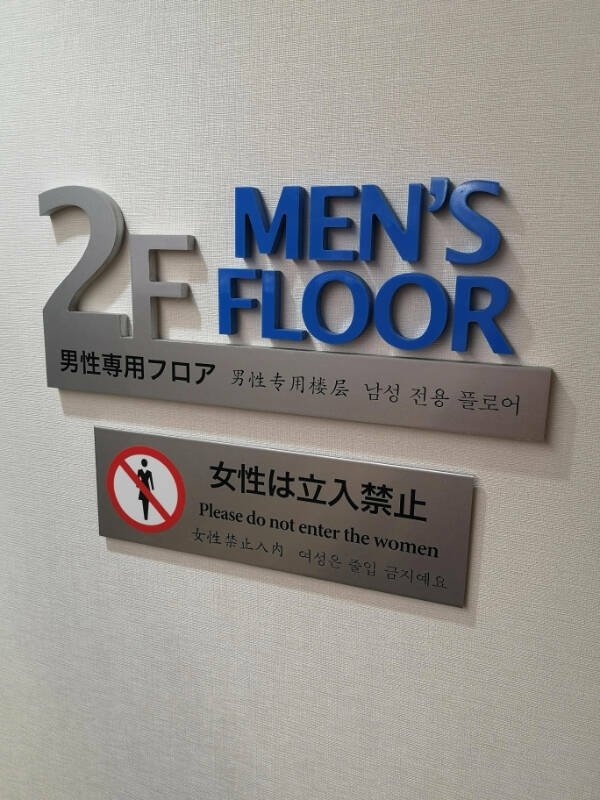 2F
MEN'S
FLOOR
男性専用フロア 男性专用楼层 남성 전용 플로어
女性は立入禁止
Please do not enter the women
女性禁止入内 여성은 출입 금지예요